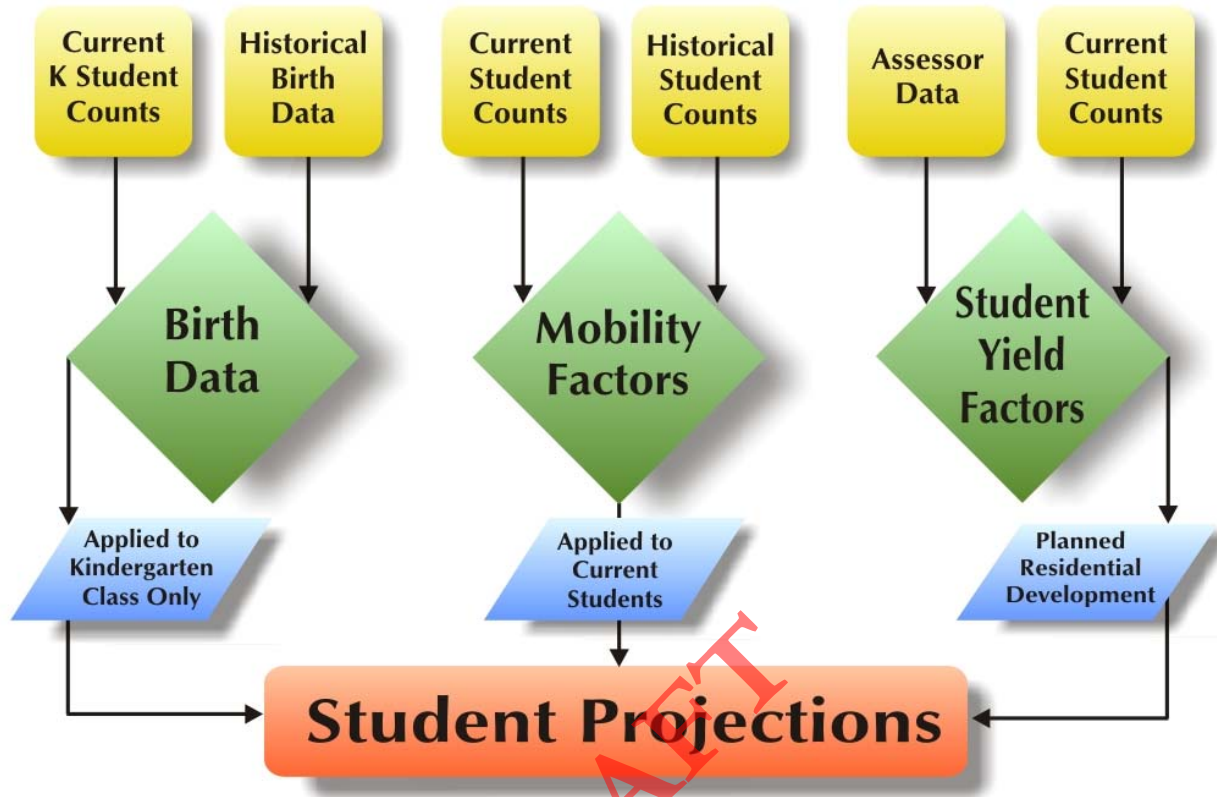 Current
K Student
Counts
Historical
Birth
Data
Current
Student
Counts
Historical
Student
Counts
Assessor
Data
Current
Student
Counts
Birth
Data
Mobility
Factors
Student
Yield
Factors
Applied to
Kindergarten
Class Only
Applied to
Current
Students
Planned
Residential
Development
Student Projections
AFT